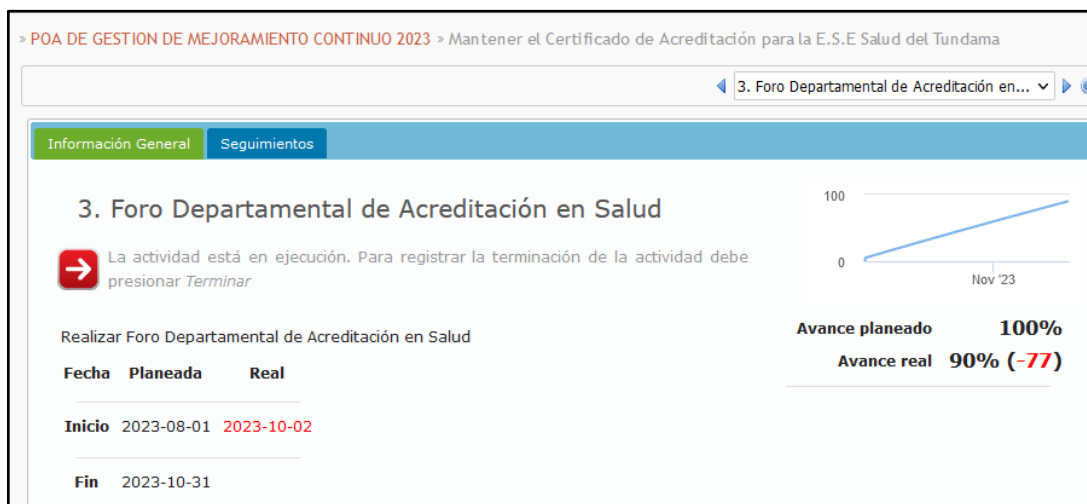 » POA DE GESTION DE MEJORAMIENTO CONTINUO 2023 » Mantener el Certificado de Acreditación para la E.S.E Salud del Tundama
3. Foro Departamental de Acreditación en...
Información General
Seguimientos
3. Foro Departamental de Acreditación en Salud
La actividad está en ejecución. Para registrar la terminación de la actividad debe
presionar Terminar
100
0
Nov '23
Avance planeado 100%
Avance real 90% (-77)
Realizar Foro Departamental de Acreditación en Salud
Fecha Planeada Real
Inicio 2023-08-01 2023-10-02
Fin 2023-10-31